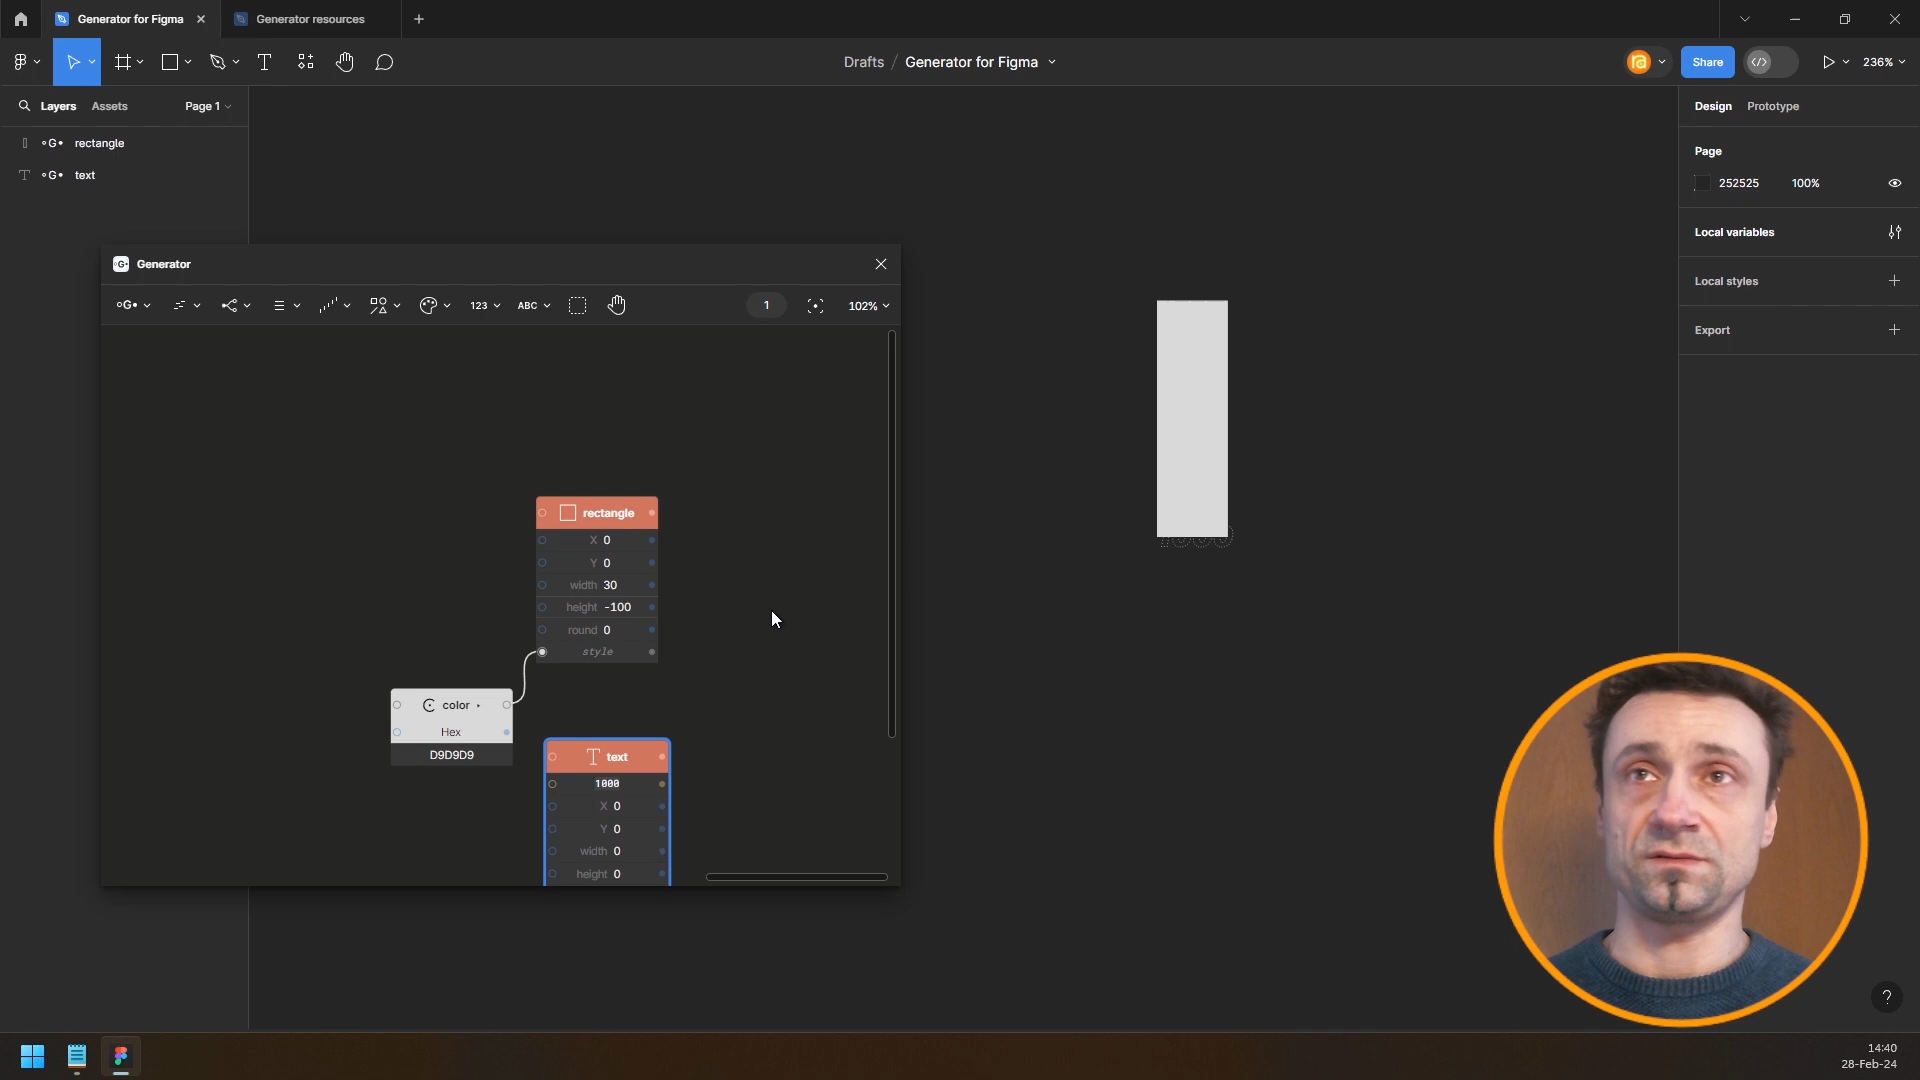 Generator for Figma
Generator resources
Drafts / Generator for Figma
Share
236%
Layers
Assets
Page 1
Design
Prototype
G rectangle
G text
Page
252525
100%
Local variables
Local styles
Export
G Generator
G
123
ABC
1
102%
rectangle
X 0
Y 0
width 30
height -100
round 0
style
color
Hex
D9D9D9
text
1000
X 0
Y 0
width 0
height 0
1000
?
14:40
28-Feb-24